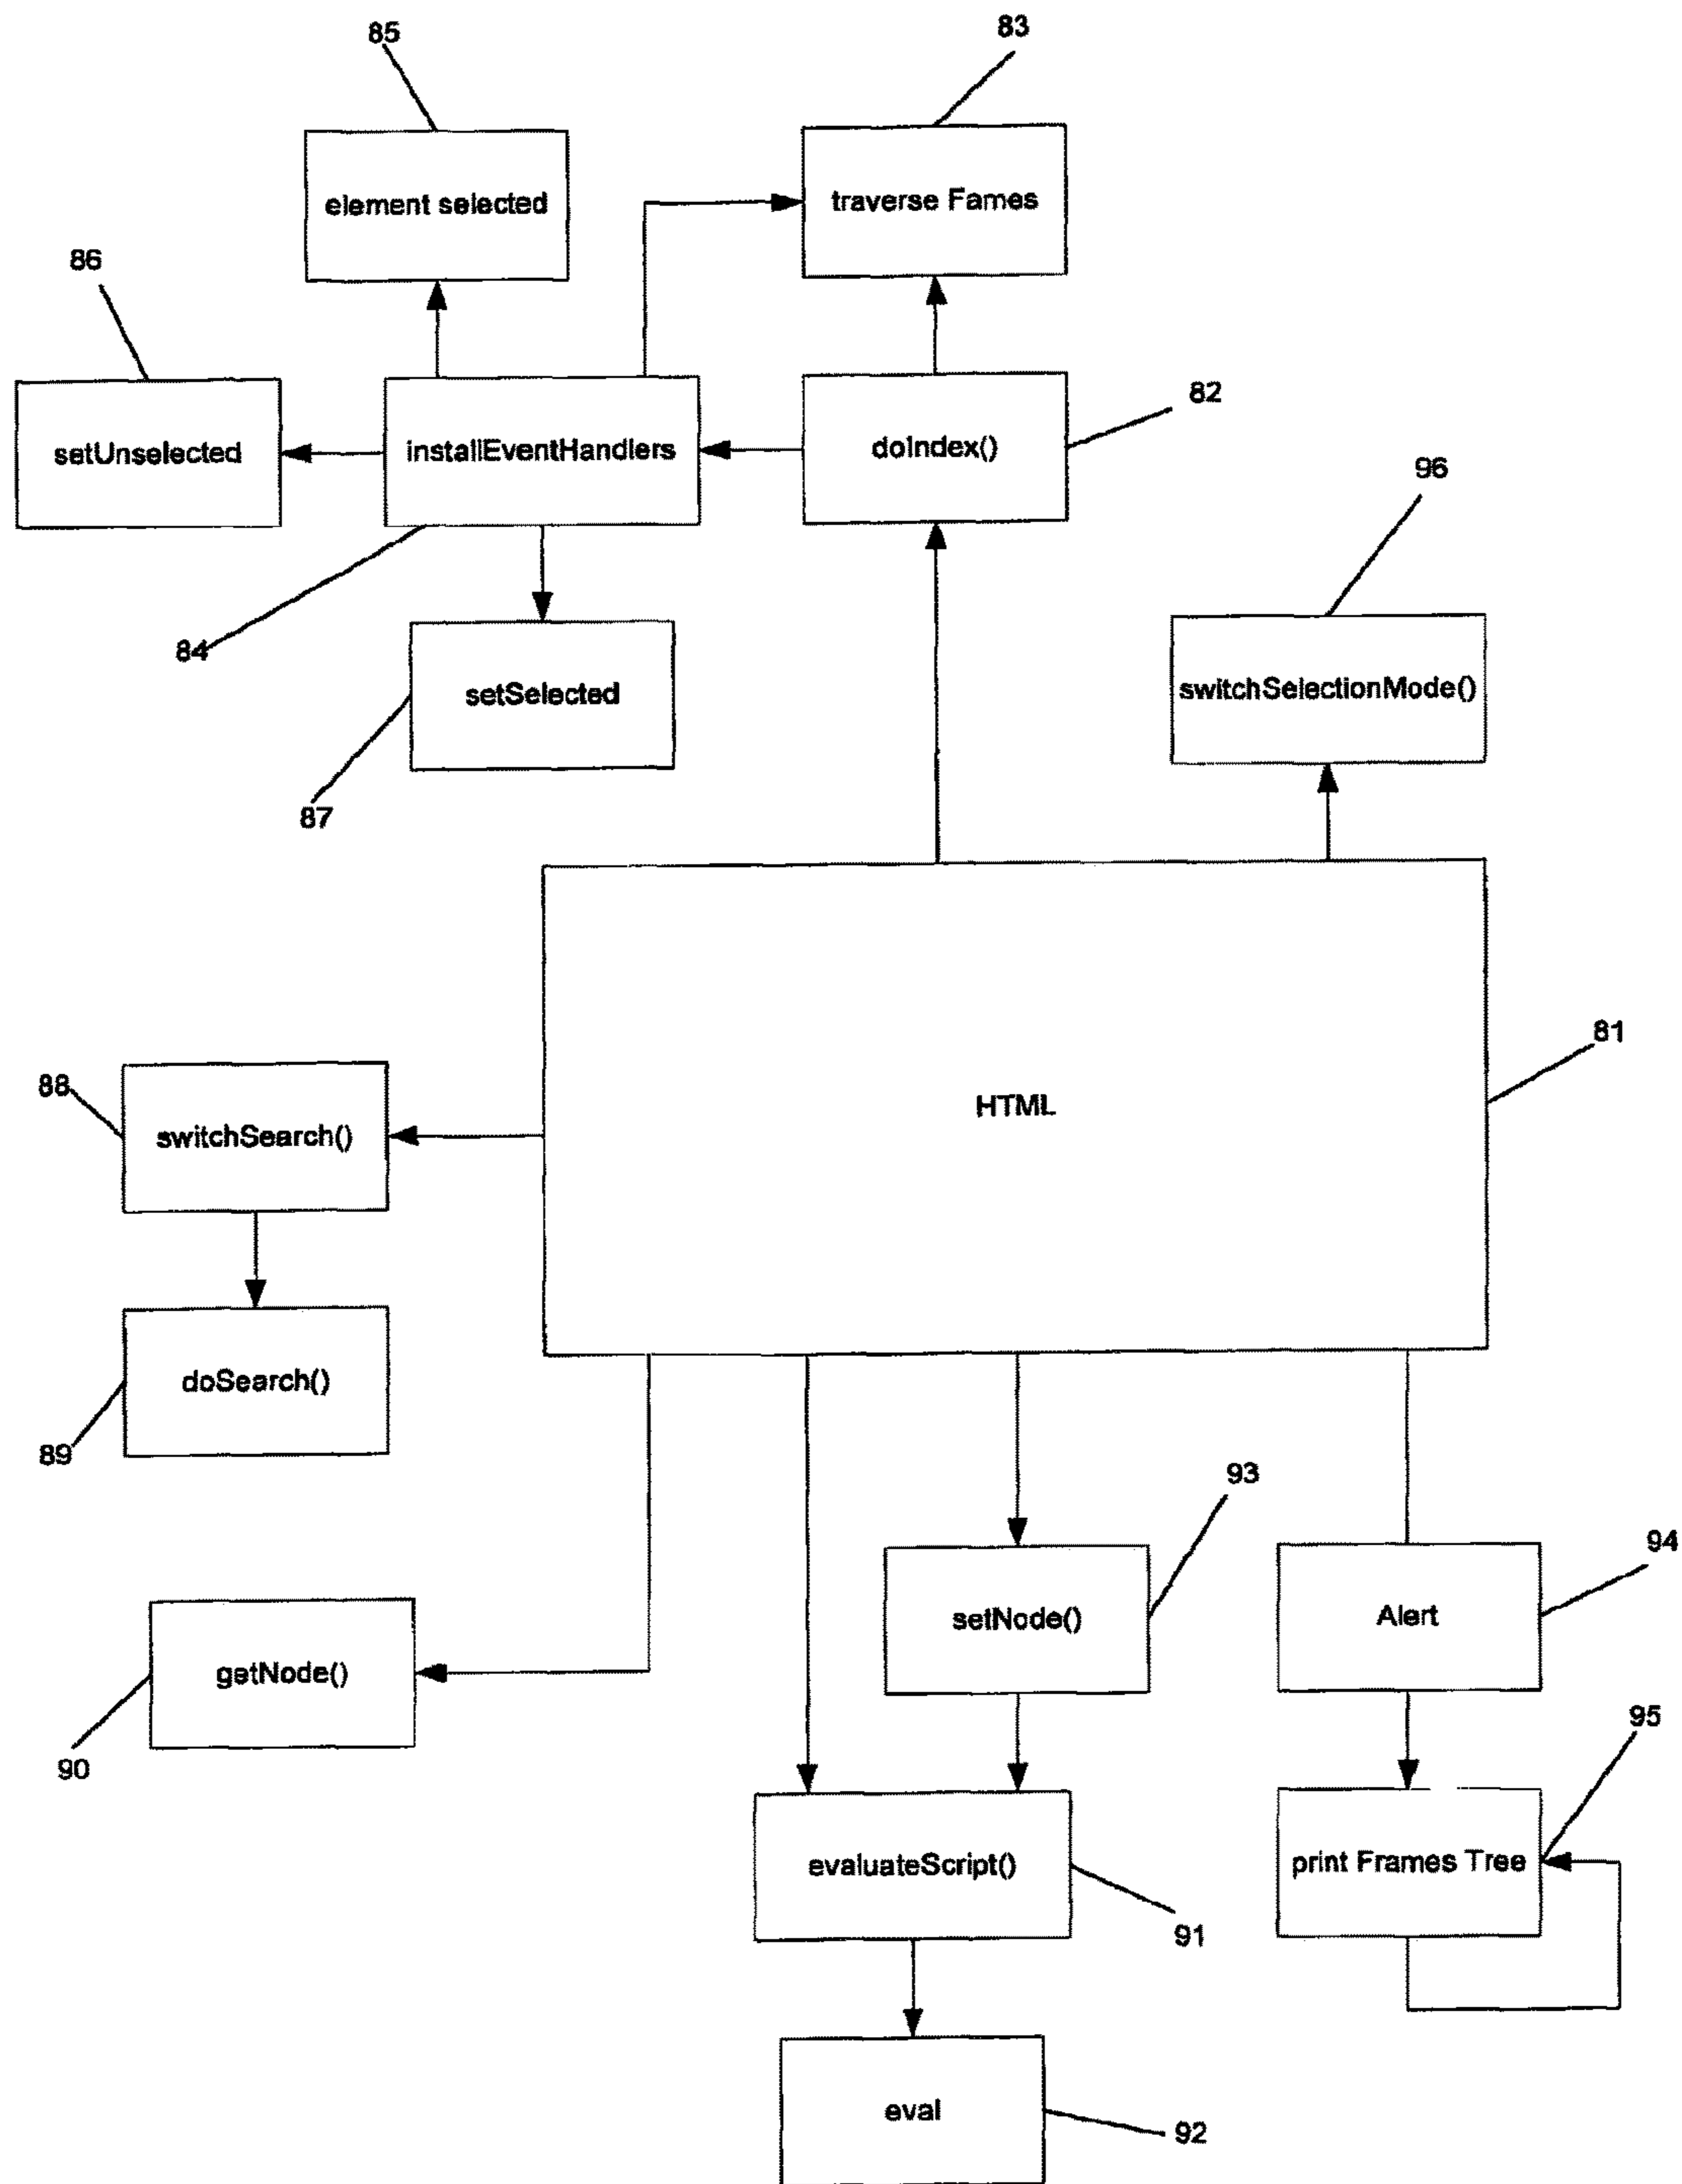 85
83
element selected
traverse Fames
86
82
setUnselected
installEventHandlers
doIndex()
96
84
setSelected
switchSelectionMode()
87
81
HTML
88
switchSearch()
doSearch()
89
93
94
setNode()
Alert
getNode()
95
90
evaluateScript()
print Frames Tree
91
eval
92